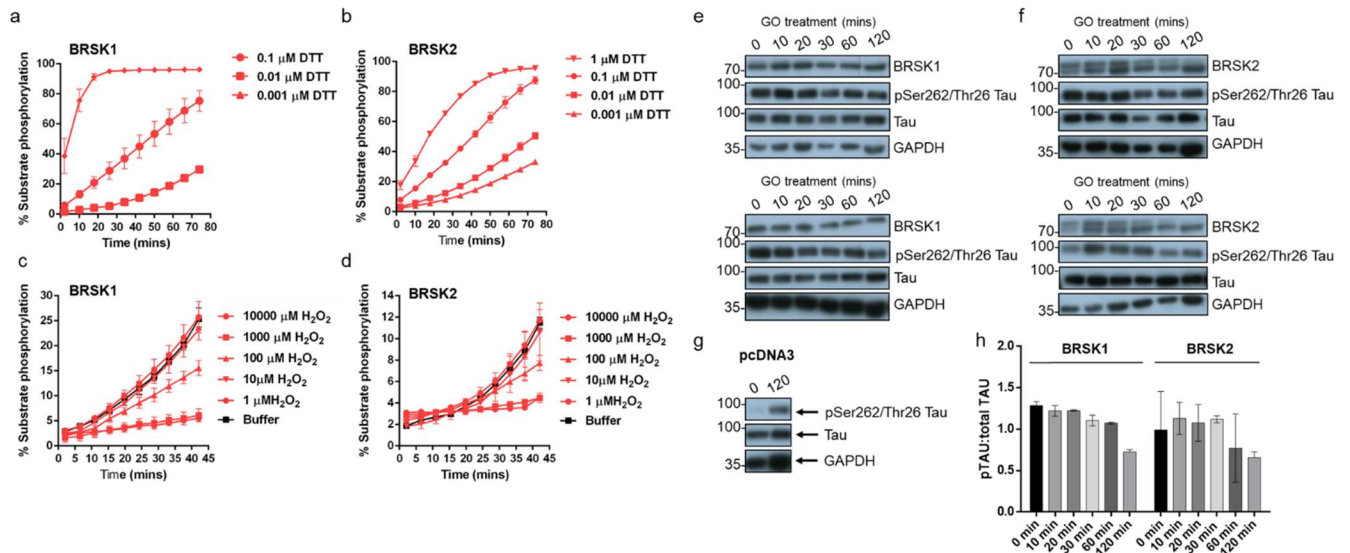 a
BRSK1
% Substrate phosphorylation
100
80
60
40
20
0
0 10 20 30 40 50 60 70 80
Time (mins)
0.1 μM DTT
0.01 μM DTT
0.001 μM DTT
b
BRSK2
% Substrate phosphorylation
100
80
60
40
20
0
0 10 20 30 40 50 60 70 80
Time (mins)
1 μM DTT
0.1 μM DTT
0.01 μM DTT
0.001 μM DTT
c
BRSK1
% Substrate phosphorylation
30
25
20
15
10
5
0
0 5 10 15 20 25 30 35 40 45
Time (mins)
10000 μM H₂O₂
1000 μM H₂O₂
100 μM H₂O₂
10μM H₂O₂
1 μMH₂O₂
Buffer
d
BRSK2
% Substrate phosphorylation
14
12
10
8
6
4
2
0
0 5 10 15 20 25 30 35 40 45
Time (mins)
10000 μM H₂O₂
1000 μM H₂O₂
100 μM H₂O₂
10μM H₂O₂
1 μMH₂O₂
Buffer
e
GO treatment (mins)
0 10 20 30 60 120
70- BRSK1
100- pSer262/Thr26 Tau
100- Tau
35- GAPDH
GO treatment (mins)
0 10 20 30 60 120
70- BRSK1
100- pSer262/Thr26 Tau
100- Tau
35- GAPDH
f
GO treatment (mins)
0 10 20 30 60 120
70- BRSK2
100- pSer262/Thr26 Tau
100- Tau
35- GAPDH
GO treatment (mins)
0 10 20 30 60 120
70- BRSK2
100- pSer262/Thr26 Tau
100- Tau
35- GAPDH
g
pcDNA3
0 120
100- pSer262/Thr26 Tau
100- Tau
35- GAPDH
h
BRSK1 BRSK2
pTAU:total TAU
2.0
1.5
1.0
0.5
0.0
0 min 10 min 20 min 30 min 60 min 120 min 0 min 10 min 20 min 30 min 60 min 120 min